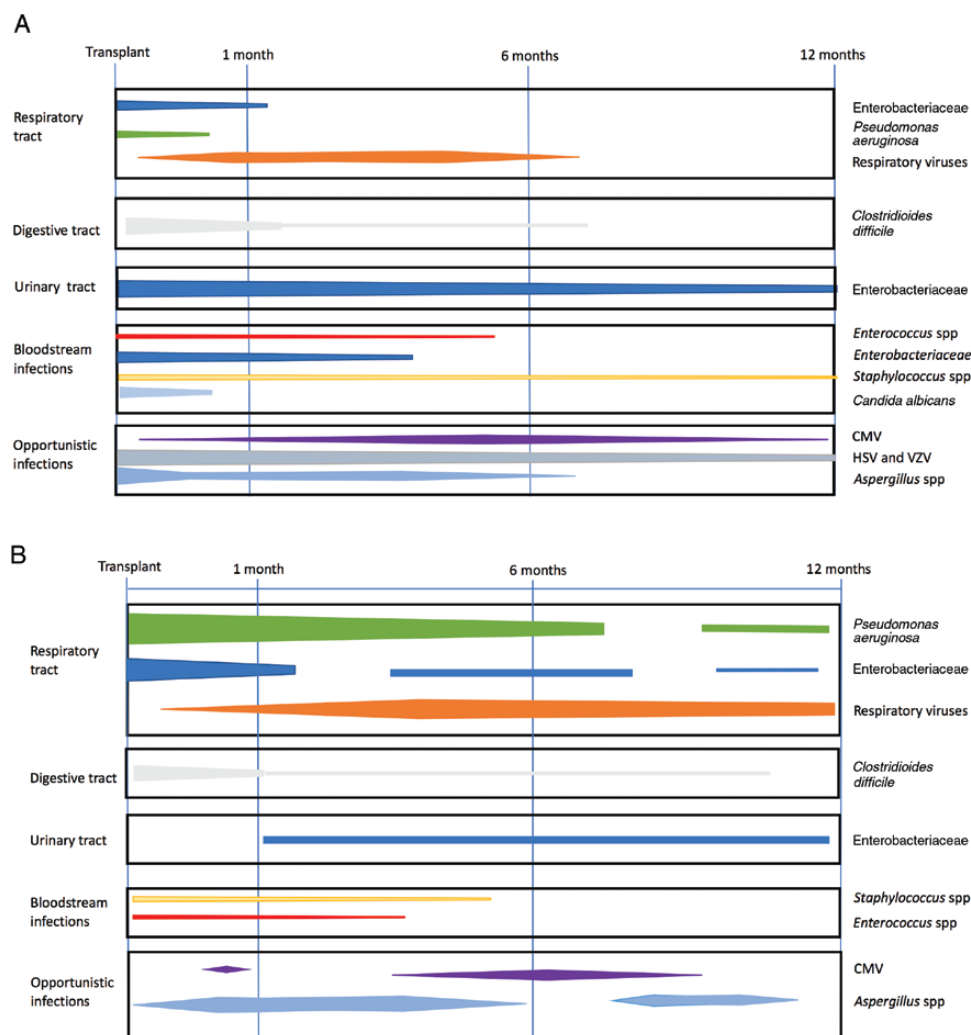 A
Transplant 1 month 6 months 12 months
Respiratory
tract
Enterobacteriaceae
Pseudomonas
aeruginosa
Respiratory viruses
Digestive tract
Clostridioides
difficile
Urinary tract
Enterobacteriaceae
Bloodstream
infections
Enterococcus spp
Enterobacteriaceae
Staphylococcus spp
Candida albicans
Opportunistic
infections
CMV
HSV and VZV
Aspergillus spp
B
Transplant 1 month 6 months 12 months
Respiratory
tract
Pseudomonas
aeruginosa
Enterobacteriaceae
Respiratory viruses
Digestive tract
Clostridioides
difficile
Urinary tract
Enterobacteriaceae
Bloodstream
infections
Staphylococcus spp
Enterococcus spp
Opportunistic
infections
CMV
Aspergillus spp